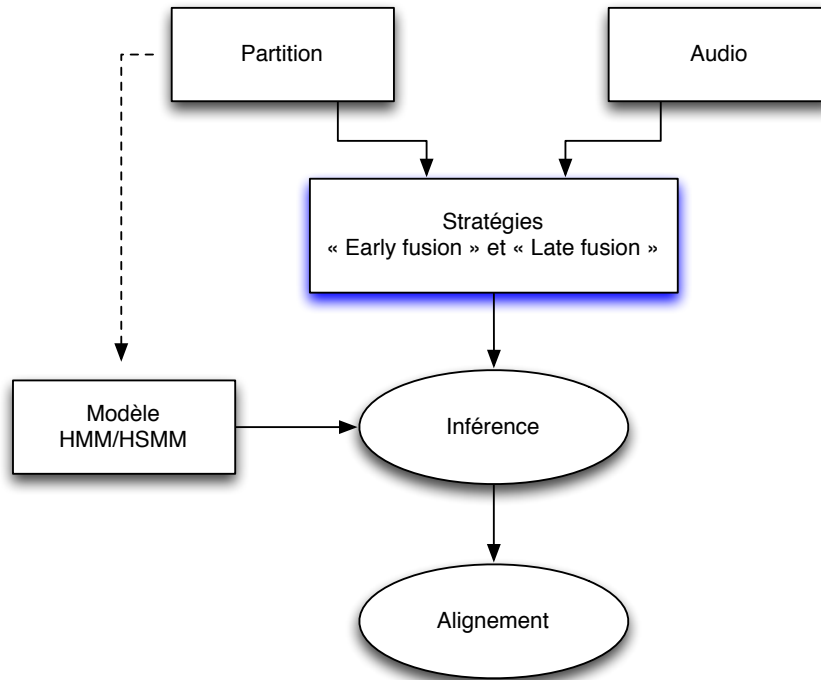 Partition
Audio
Stratégies
« Early fusion » et « Late fusion »
Modèle
HMM/HSMM
Inférence
Alignement